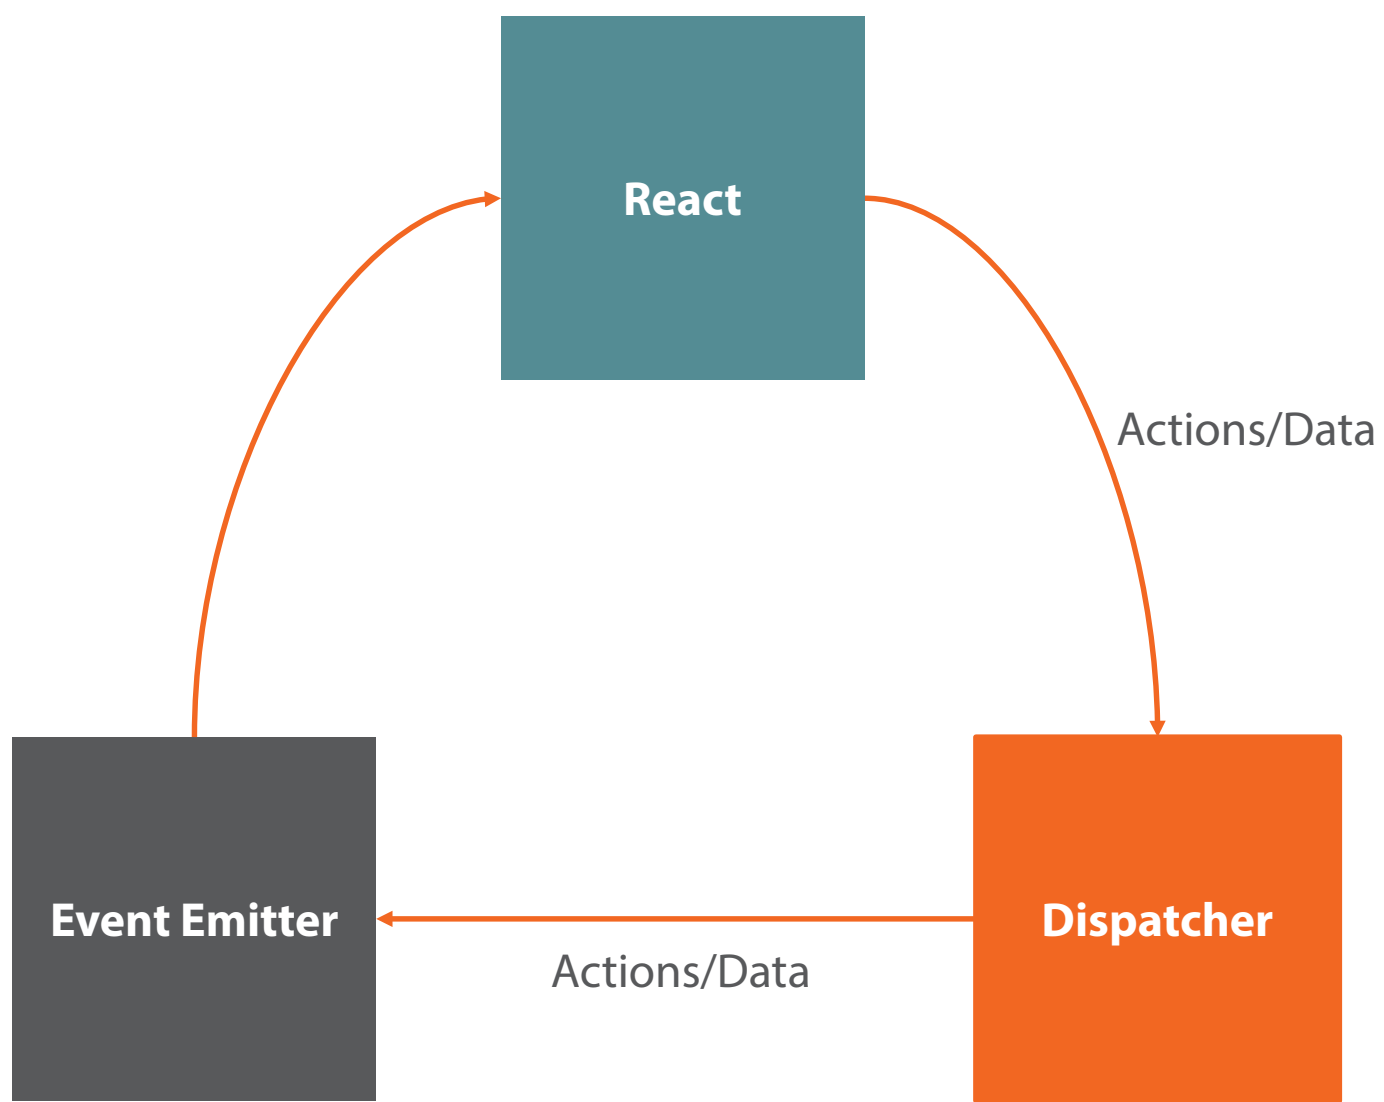 React
Actions/Data
Event Emitter
Dispatcher
Actions/Data